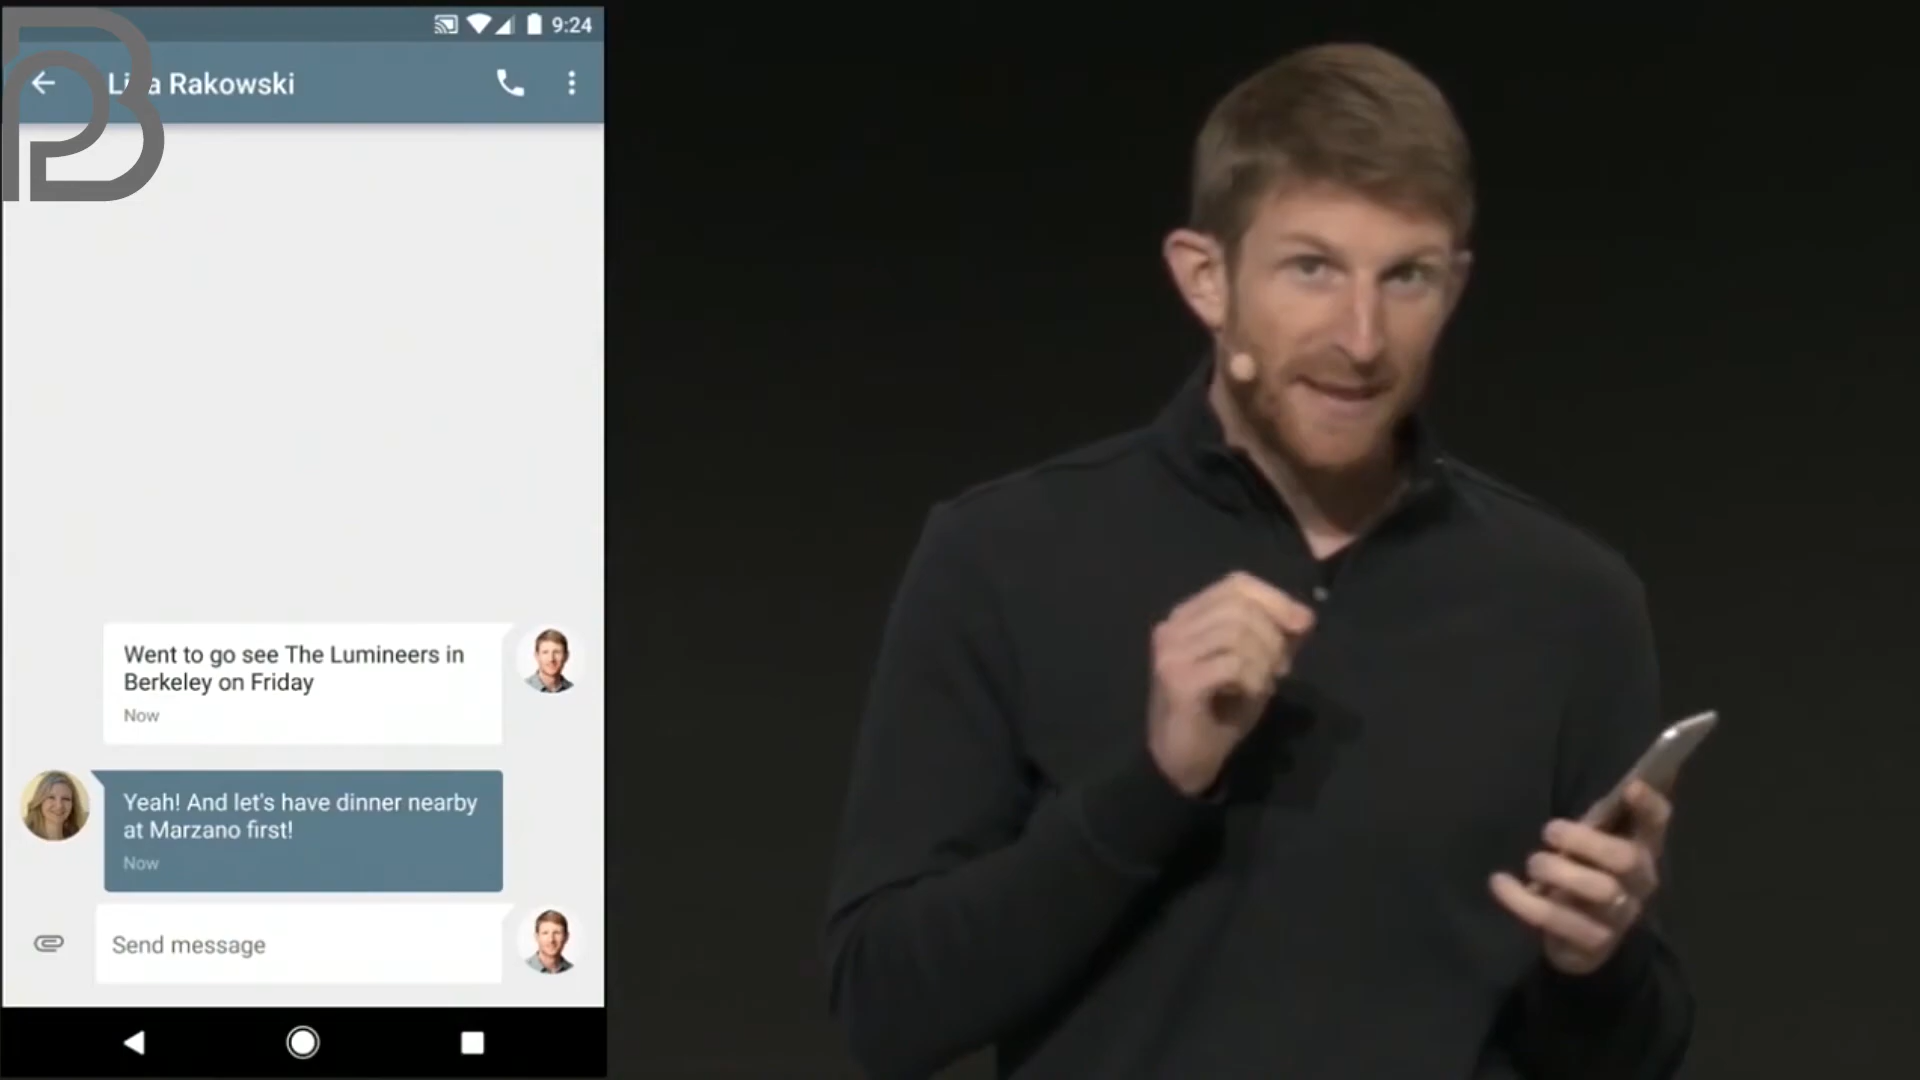 9:24
Rakowski
Went to go see The Lumineers in
Berkeley on Friday
Now
Yeah! And let's have dinner nearby
at Marzano first!
Now
Send message